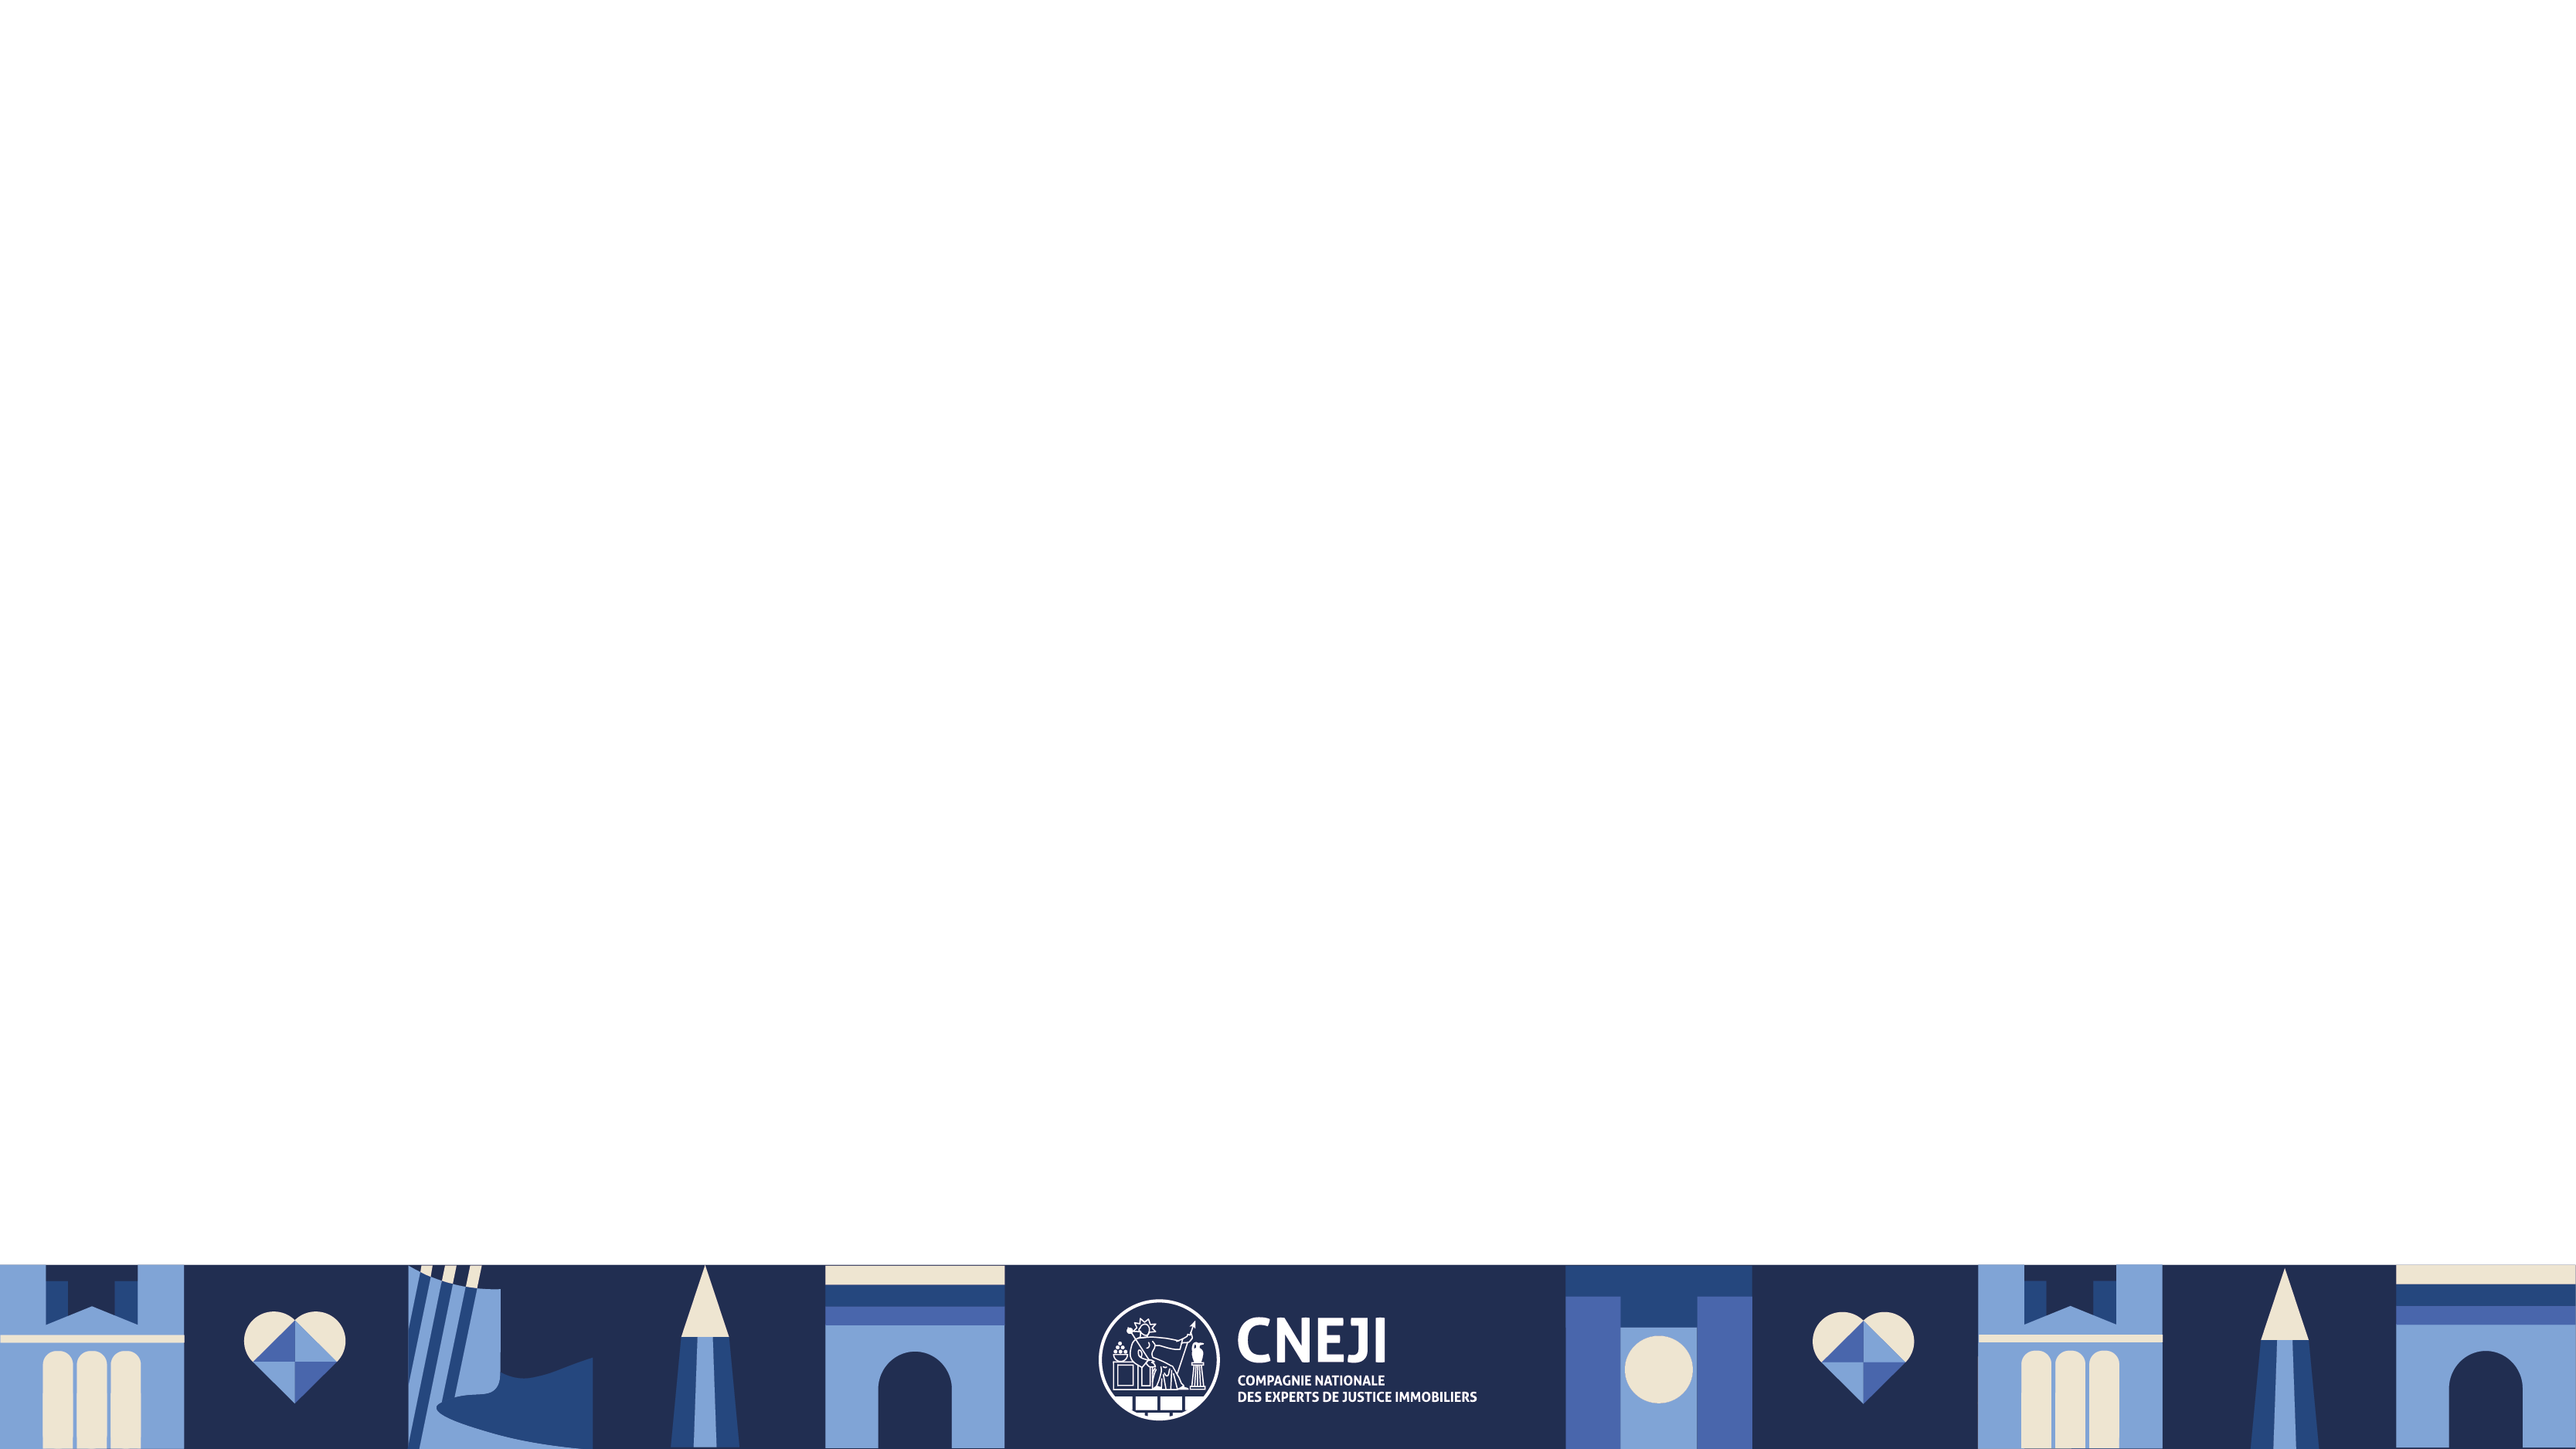 CNEJI
COMPAGNIE NATIONALE
DES EXPERTS DE JUSTICE IMMOBILIERS